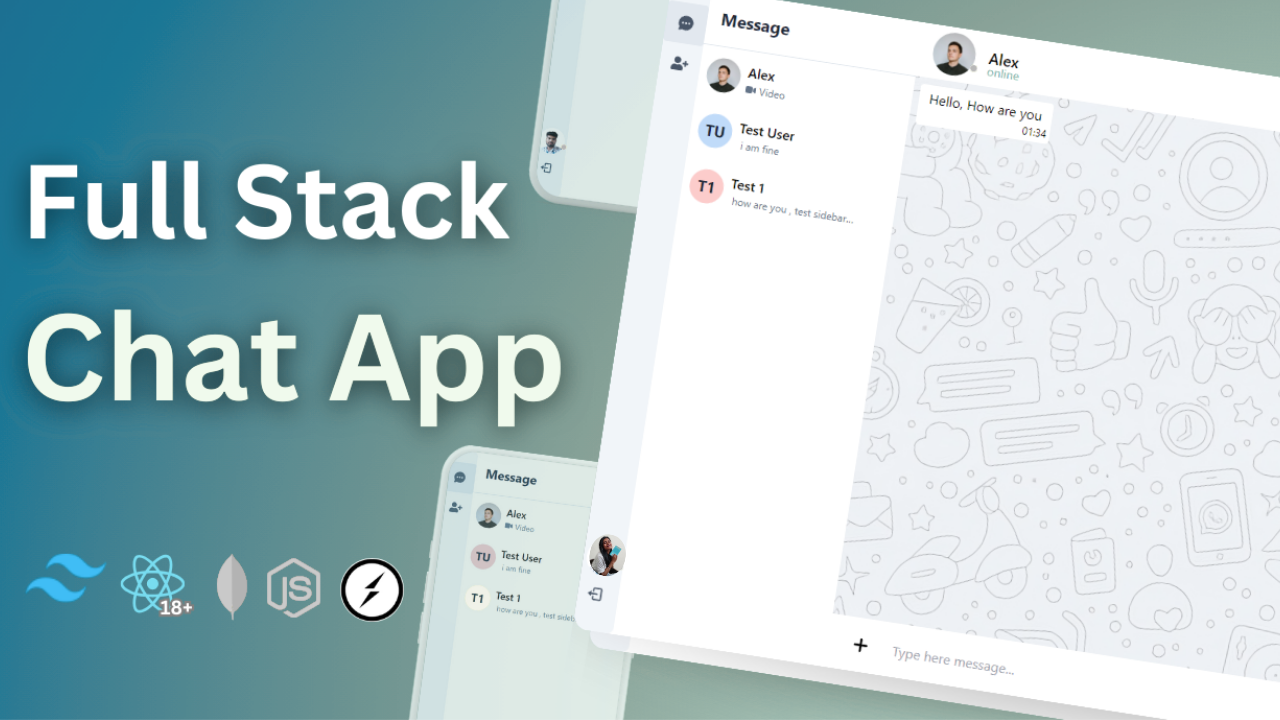 Full Stack
Chat App
18+
JS
Message
Alex
Video
TU
Test User
i am fine
T1
Test 1
how are you , test sidebar...
Alex
online
Hello, How are you
01:34
Type here message...
Message
Alex
Video
TU
Test User
i am fine
T1
Test 1
how are you , test